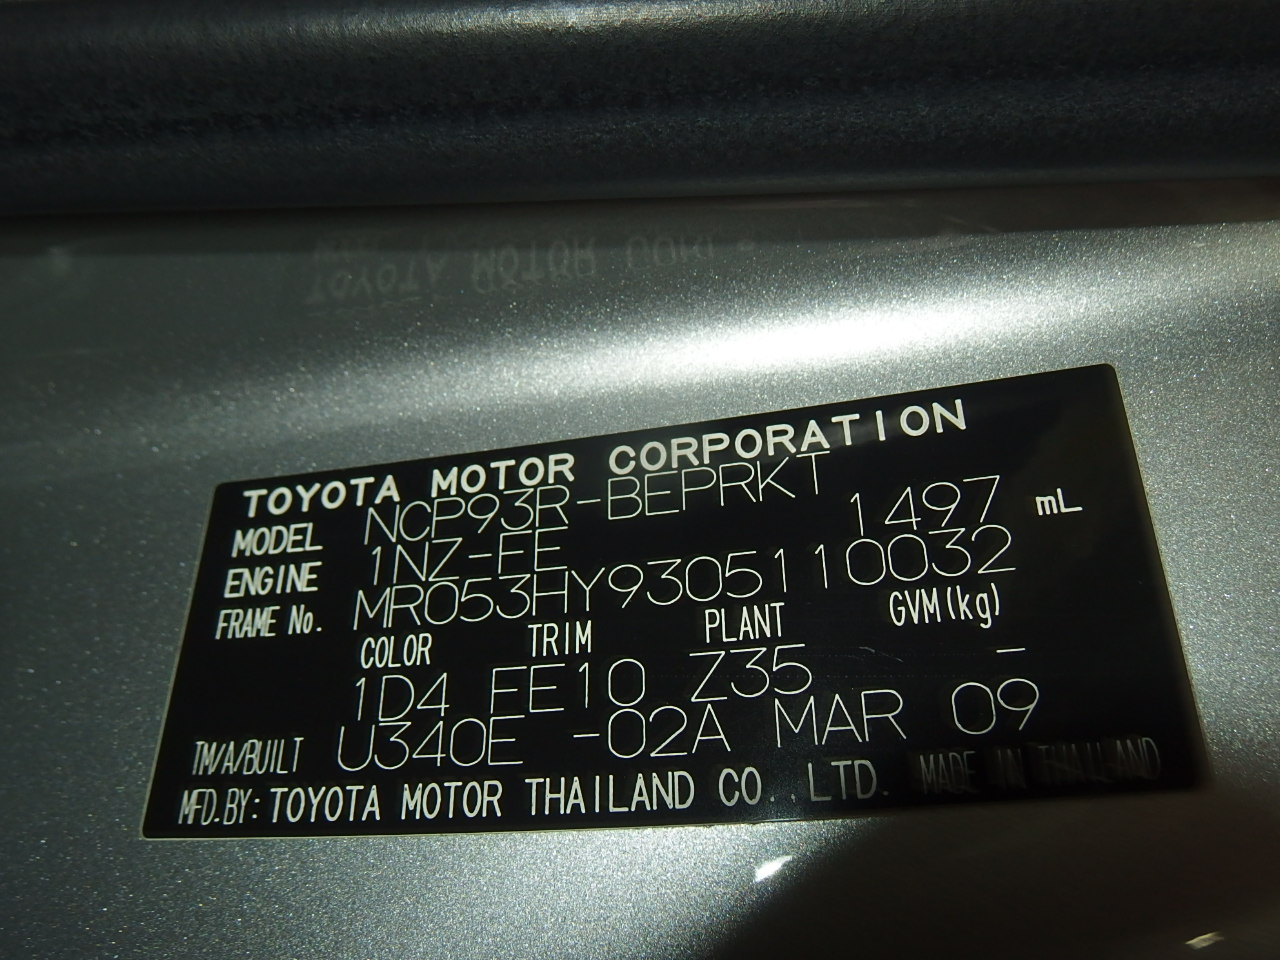 TOYOTA MOTOR CORPORATION
MODEL NCP93R-BEPRKT
ENGINE 1NZ-FE 1497 mL
FRAME No. MR053HY9305110032
COLOR TRIM PLANT GVM(kg)
1D4 FE10 Z35 –
TM/A/BUILT U340E -02A MAR 09
MFD.BY: TOYOTA MOTOR THAILAND CO., LTD. MADE IN THAILAND